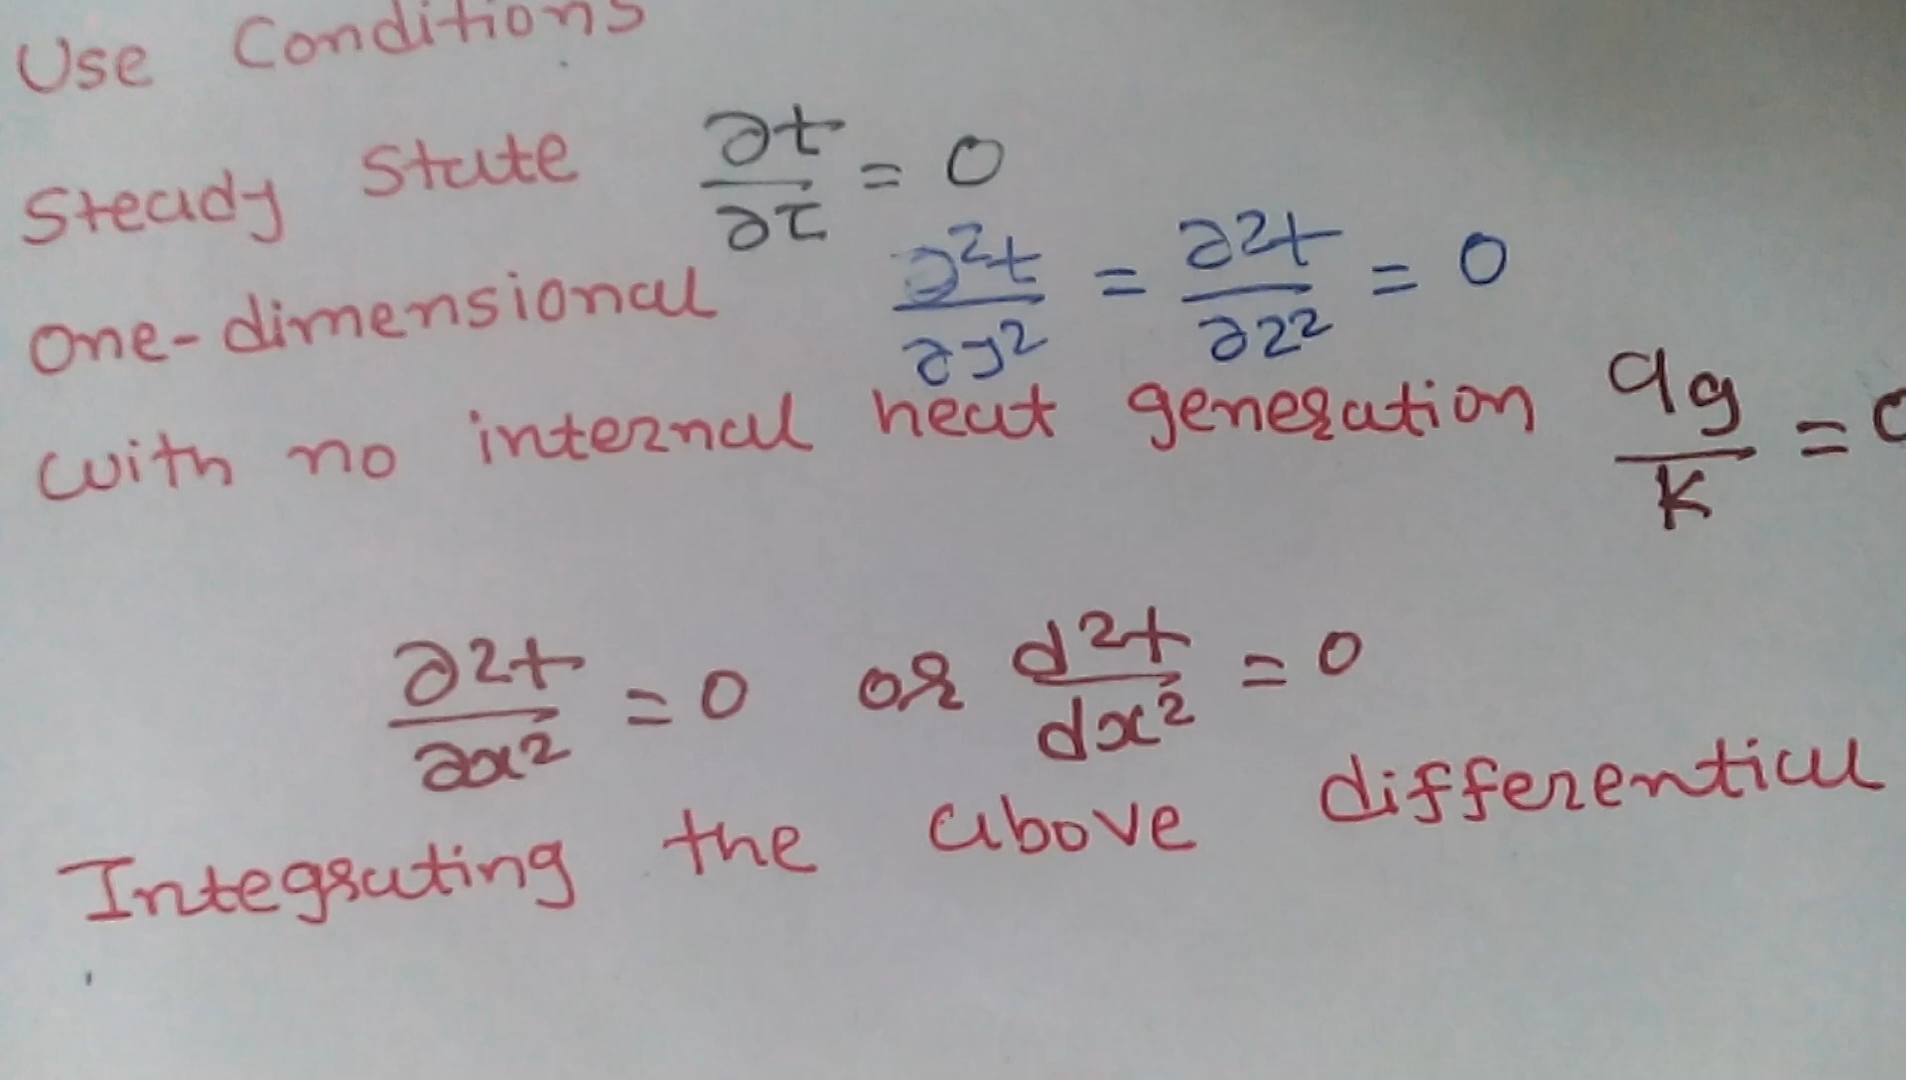 Use Conditions
Steady State ∂t/∂τ = 0
one-dimensional ∂²t/∂y² = ∂²t/∂z² = 0
with no internal heat generation qg/k = 0
∂²t/∂x² = 0 or d²t/dx² = 0
Integrating the above differential